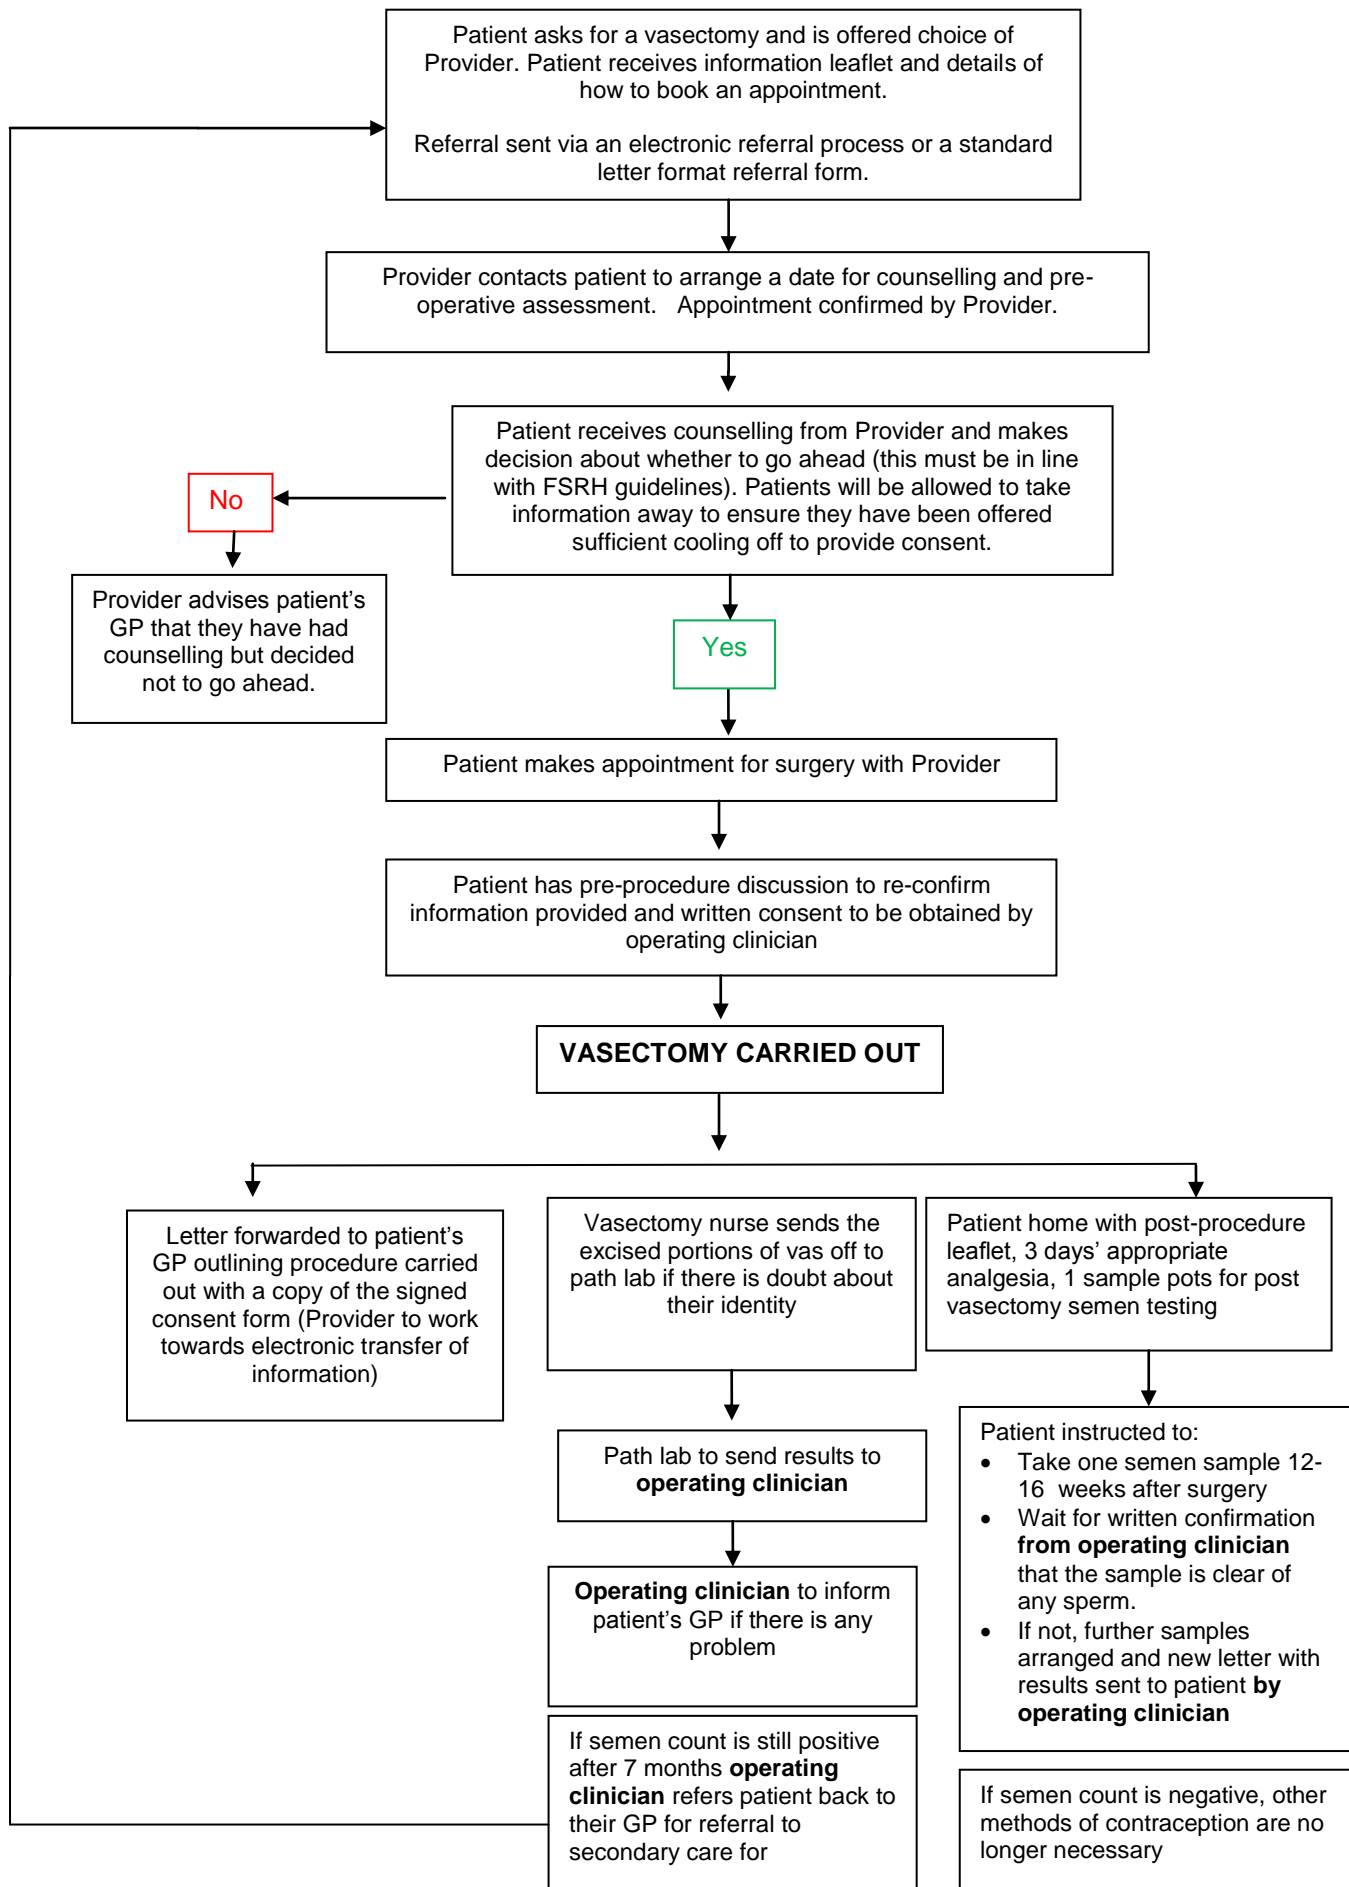 Patient asks for a vasectomy and is offered choice of
Provider. Patient receives information leaflet and details of
how to book an appointment.
Referral sent via an electronic referral process or a standard
letter format referral form.
Provider contacts patient to arrange a date for counselling and pre-
operative assessment.   Appointment confirmed by Provider.
Patient receives counselling from Provider and makes
decision about whether to go ahead (this must be in line
with FSRH guidelines). Patients will be allowed to take
information away to ensure they have been offered
sufficient cooling off to provide consent.
No
Provider advises patient’s
GP that they have had
counselling but decided
not to go ahead.
Yes
Patient makes appointment for surgery with Provider
Patient has pre-procedure discussion to re-confirm
information provided and written consent to be obtained by
operating clinician
VASECTOMY CARRIED OUT
Letter forwarded to patient’s
GP outlining procedure carried
out with a copy of the signed
consent form (Provider to work
towards electronic transfer of
information)
Vasectomy nurse sends the
excised portions of vas off to
path lab if there is doubt about
their identity
Path lab to send results to
operating clinician
Operating clinician to inform
patient’s GP if there is any
problem
If semen count is still positive
after 7 months operating
clinician refers patient back to
their GP for referral to
secondary care for
Patient home with post-procedure
leaflet, 3 days’ appropriate
analgesia, 1 sample pots for post
vasectomy semen testing
Patient instructed to:
• Take one semen sample 12-
16  weeks after surgery
• Wait for written confirmation
from operating clinician
that the sample is clear of
any sperm.
• If not, further samples
arranged and new letter with
results sent to patient by
operating clinician
If semen count is negative, other
methods of contraception are no
longer necessary